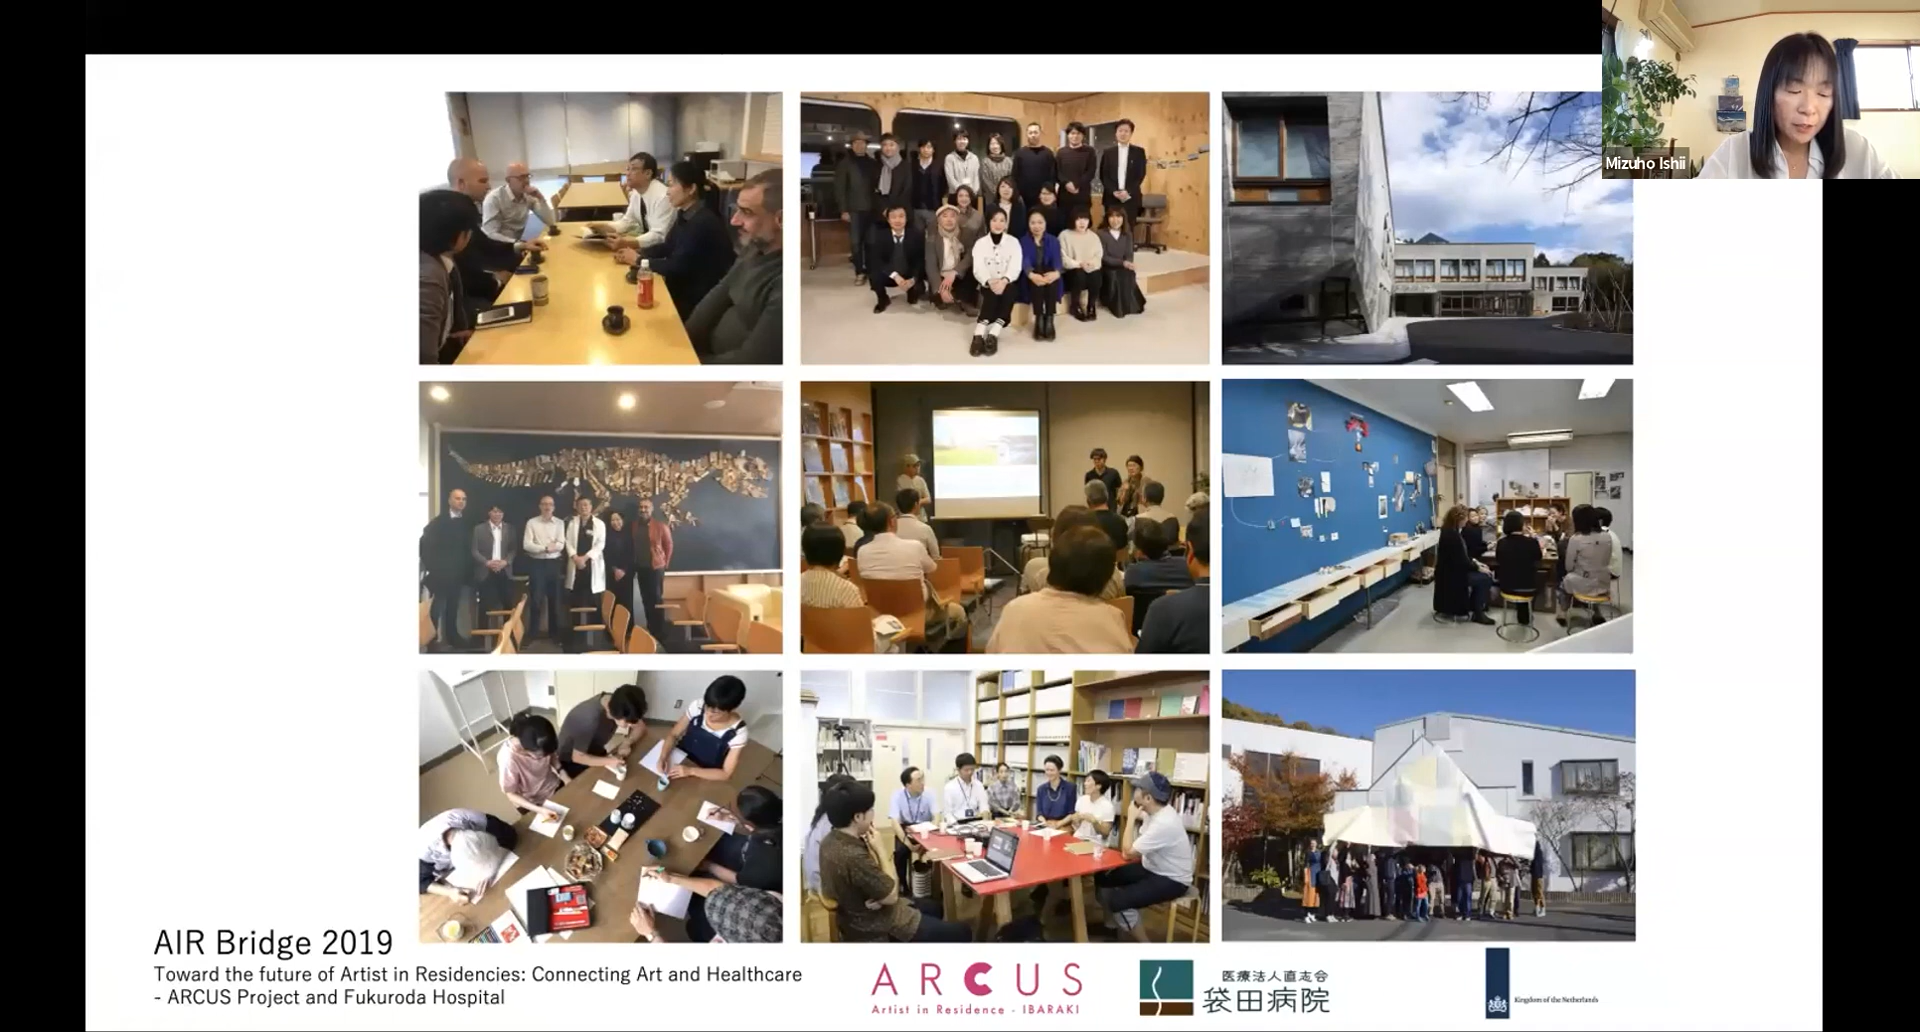 Mizuho Ishii
AIR Bridge 2019
Toward the future of Artist in Residencies: Connecting Art and Healthcare
- ARCUS Project and Fukuroda Hospital
ARCUS
Artist in Residence - IBARAKI
医療法人直志会
袋田病院
Kingdom of the Netherlands